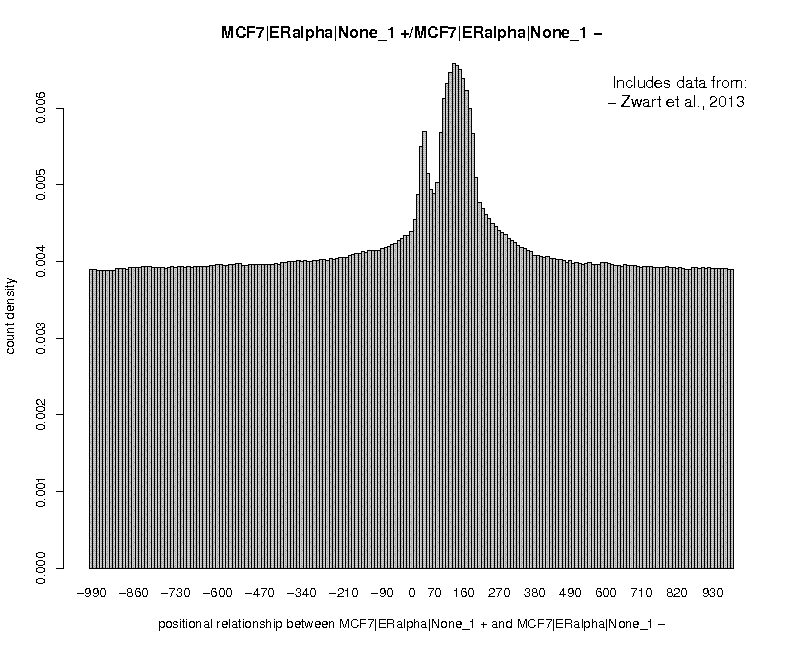 MCF7|ERalpha|None_1 +/MCF7|ERalpha|None_1 −
Includes data from:
− Zwart et al., 2013
count density
0.006
0.005
0.004
0.003
0.002
0.001
0.000
−990 −860 −730 −600 −470 −340 −210 −90 0 70 160 270 380 490 600 710 820 930
positional relationship between MCF7|ERalpha|None_1 + and MCF7|ERalpha|None_1 −